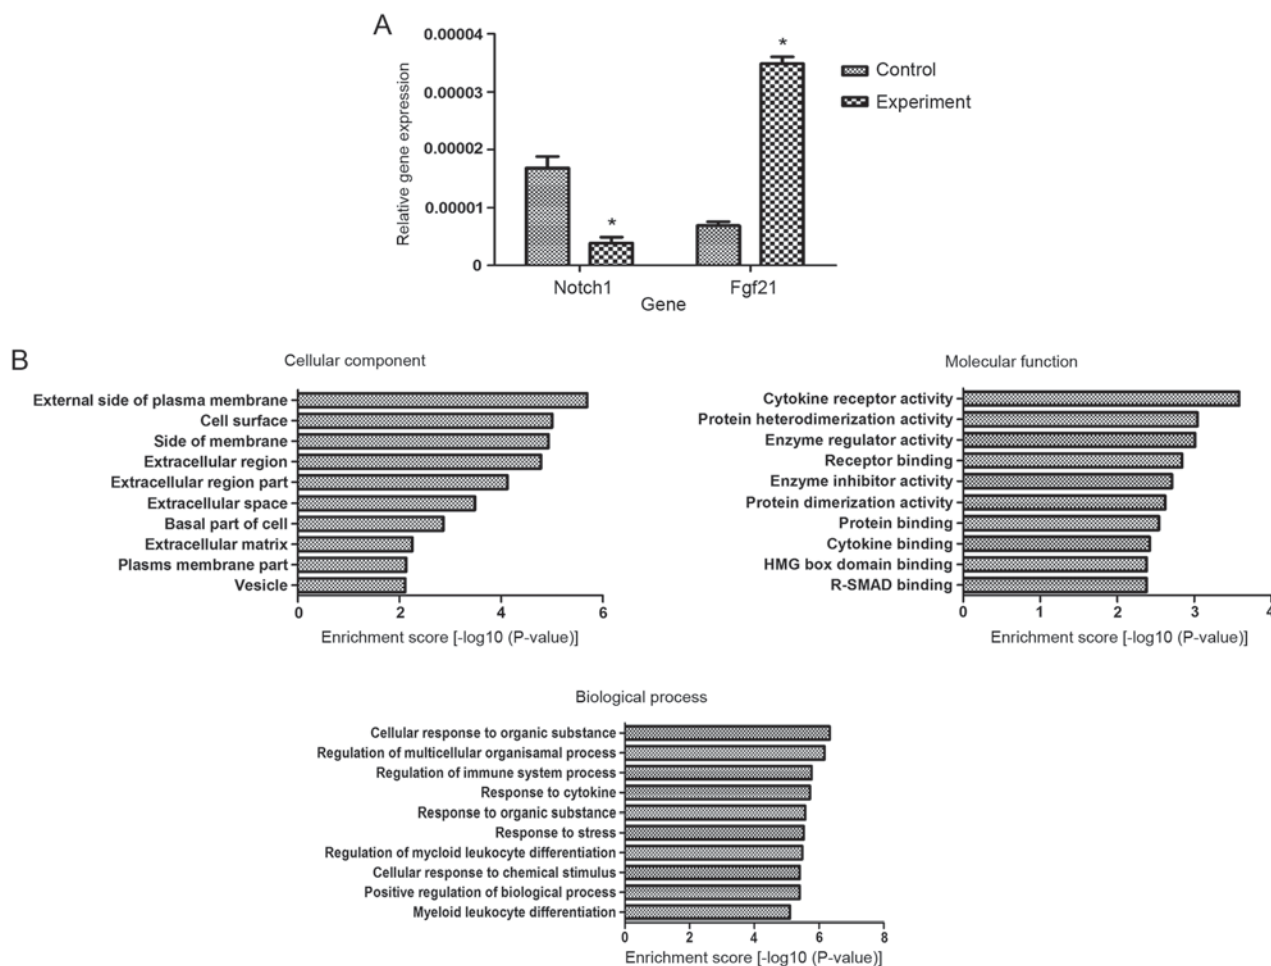 A
0.00004
0.00003
0.00002
0.00001
0
Relative gene expression
*
*
Notch1
Fgf21
Gene
Control
Experiment
B
Cellular component
External side of plasma membrane
Cell surface
Side of membrane
Extracellular region
Extracellular region part
Extracellular space
Basal part of cell
Extracellular matrix
Plasms membrane part
Vesicle
0 2 4 6
Enrichment score [-log10 (P-value)]
Molecular function
Cytokine receptor activity
Protein heterodimerization activity
Enzyme regulator activity
Receptor binding
Enzyme inhibitor activity
Protein dimerization activity
Protein binding
Cytokine binding
HMG box domain binding
R-SMAD binding
0 1 2 3 4
Enrichment score [-log10 (P-value)]
Biological process
Cellular response to organic substance
Regulation of multicellular organisamal process
Regulation of immune system process
Response to cytokine
Response to organic substance
Response to stress
Regulation of mycloid leukocyte differentiation
Cellular response to chemical stimulus
Positive regulation of biological process
Myeloid leukocyte differentiation
0 2 4 6 8
Enrichment score [-log10 (P-value)]